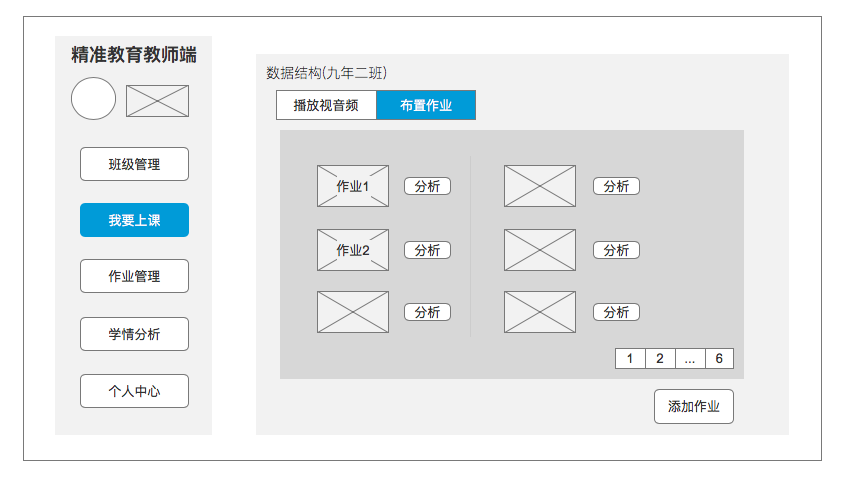 精准教育教师端
班级管理
我要上课
作业管理
学情分析
个人中心
数据结构(九年二班)
播放视音频 布置作业
作业1 分析 分析
作业2 分析 分析
分析 分析
1 2 ... 6
添加作业